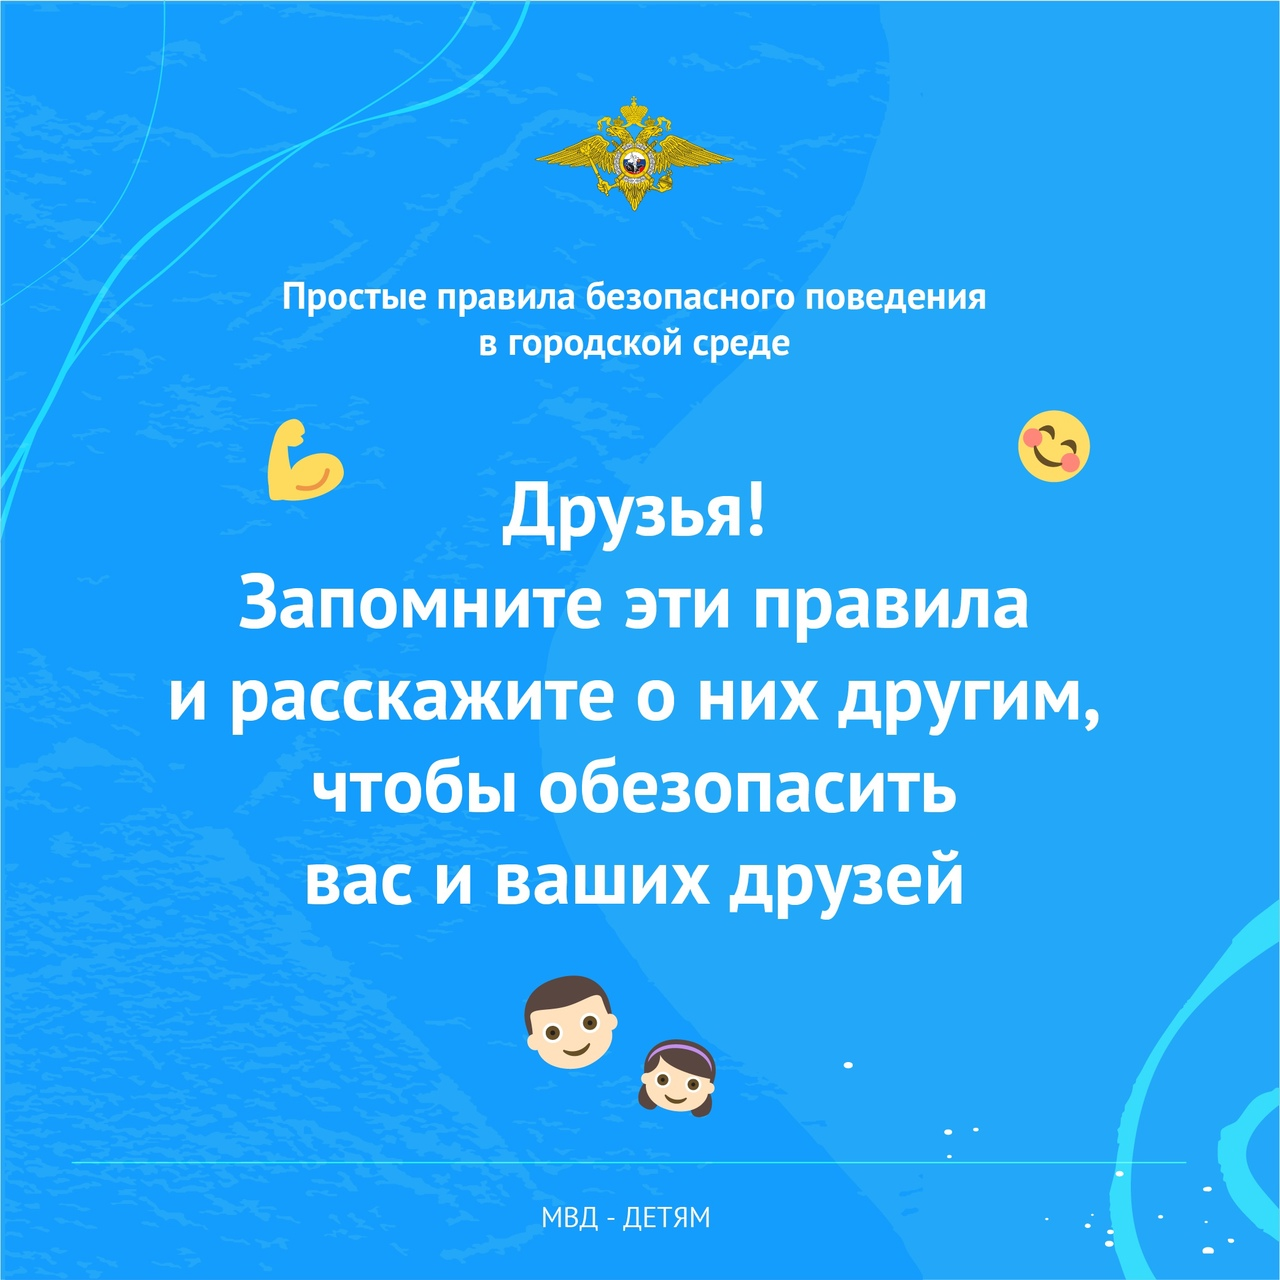 Простые правила безопасного поведения
в городской среде
Друзья!
Запомните эти правила
и расскажите о них другим,
чтобы обезопасить
вас и ваших друзей
МВД - ДЕТЯМ